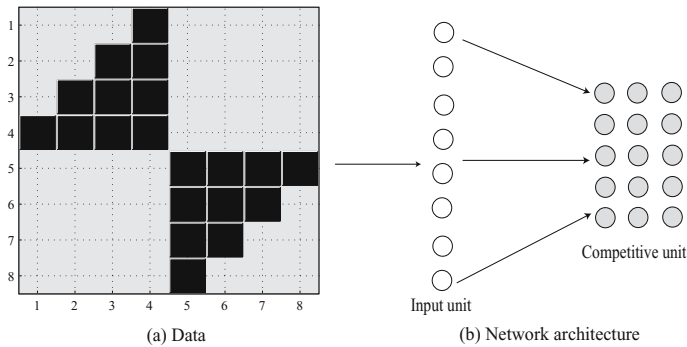 1
2
3
4
5
6
7
8
1 2 3 4 5 6 7 8
(a) Data
Input unit
Competitive unit
(b) Network architecture